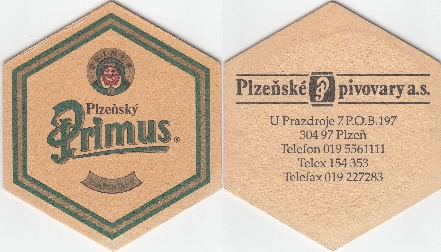 Plzeňský
Primus®
Plzeňské pivovary a.s.
U Prazdroje 7 P.O.B.197
304 97 Plzeň
Telefon 019 5561111
Telex 154 353
Telefax 019 227283